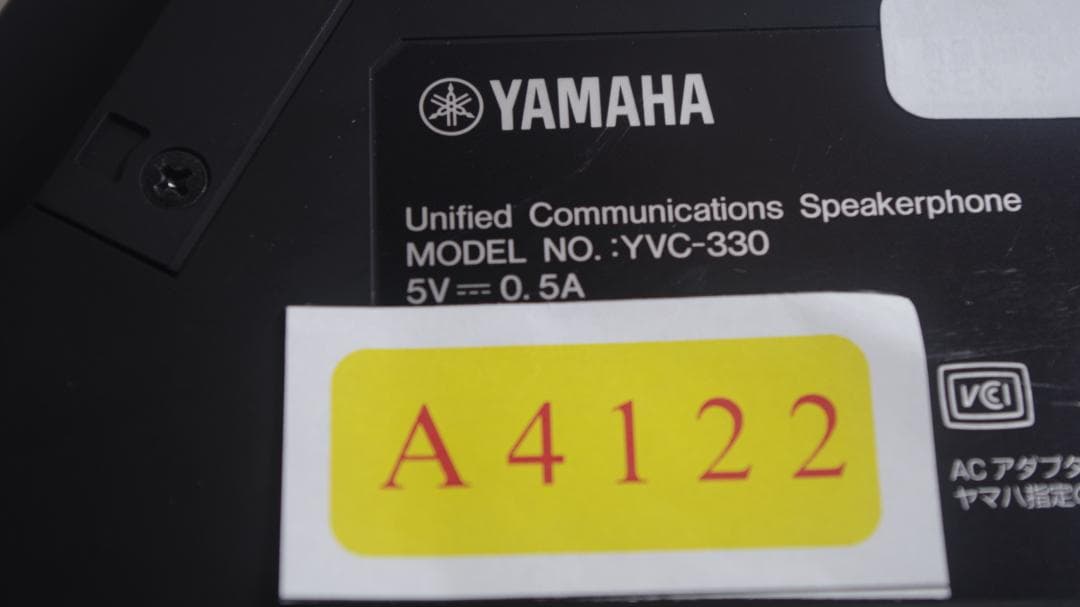 YAMAHA
Unified Communications Speakerphone
MODEL NO.:YVC-330
5V⎓0.5A
A4122
VCI
ACアダプタ
ヤマハ指定